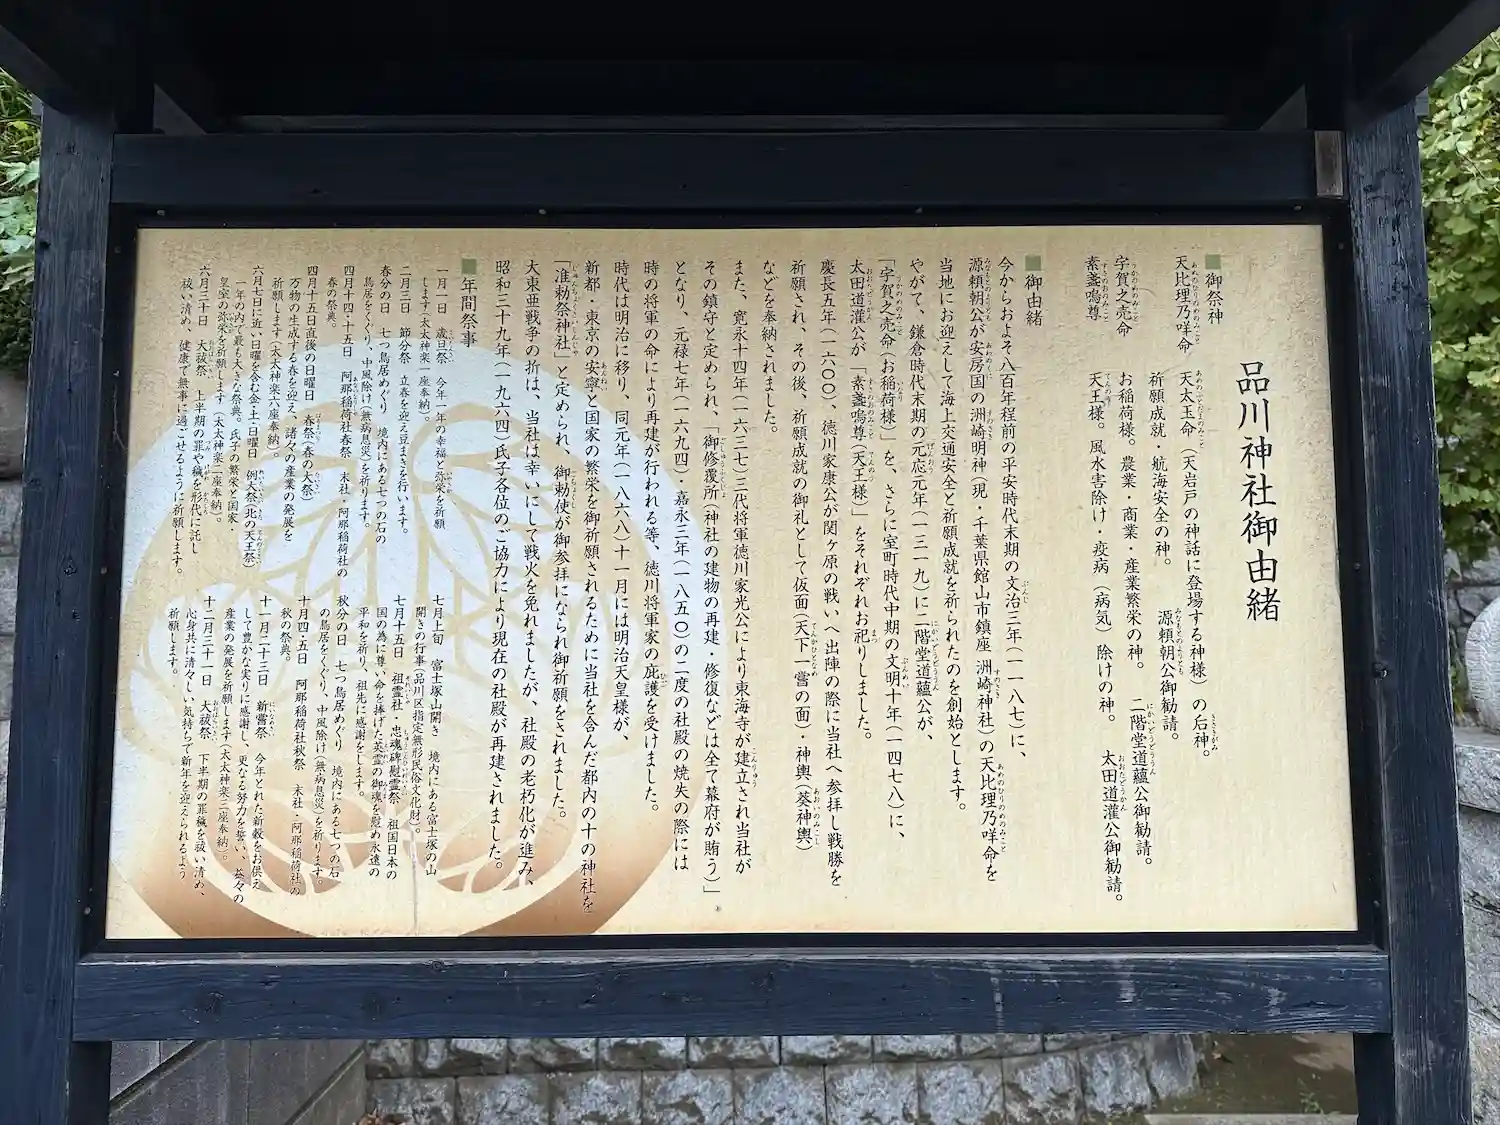 品川神社御由緒
御祭神
天比理乃咩命 天太玉命(天岩戸の神話に登場する神様)の后神。
祈願成就・航海安全の神。 源頼朝公御勧請。
宇賀之売命 お稲荷様。農業・商業・産業繁栄の神。 二階堂道蘊公御勧請。
素盞嗚尊 天王様。風水害除け・疫病(病気)除けの神。 太田道灌公御勧請。
御由緒
今からおよそ八百年程前の平安時代末期の文治三年(一一八七)に、
源頼朝公が安房国の洲崎明神(現・千葉県館山市鎮座 洲崎神社)の天比理乃咩命を
当地にお迎えして海上交通安全と祈願成就を祈られたのを創始とします。
やがて、鎌倉時代末期の元応元年(一三一九)に二階堂道蘊公が、
「宇賀之売命(お稲荷様)」を、さらに室町時代中期の文明十年(一四七八)に、
太田道灌公が「素盞嗚尊(天王様)」をそれぞれお祀りしました。
慶長五年(一六〇〇)、徳川家康公が関ヶ原の戦いへ出陣の際に当社へ参拝し戦勝を
祈願され、その後、祈願成就の御礼として仮面(天下一嘗の面)・神輿(葵神輿)
などを奉納されました。
また、寛永十四年(一六三七)三代将軍徳川家光公により東海寺が建立され当社が
その鎮守と定められ、「御修覆所(神社の建物の再建・修復などは全て幕府が賄う)」
となり、元禄七年(一六九四)・嘉永三年(一八五〇)の二度の社殿の焼失の際には
時の将軍の命により再建が行われる等、徳川将軍家の庇護を受けました。
時代は明治に移り、同元年(一八六八)十一月には明治天皇様が、
新都・東京の安寧と国家の繁栄を御祈願されるために当社を含んだ都内の十の神社を
「准勅祭神社」と定められ、御勅使が御参拝になられ御祈願をされました。
大東亜戦争の折は、当社は幸いにして戦火を免れましたが、社殿の老朽化が進み、
昭和三十九年(一九六四)氏子各位のご協力により現在の社殿が再建されました。
年間祭事
一月一日 歳旦祭 今年一年の幸福と弥栄を祈願
します(太太神楽一座奉納)。
二月三日 節分祭 立春を迎え豆まきを行います。
春分の日 七つ鳥居めぐり 境内にある七つの石の
鳥居をくぐり、中風除け(無病息災)を祈ります。
四月十四・十五日 阿那稲荷社春祭 末社・阿那稲荷社の
春の祭典。
四月十五日直後の日曜日 春祭(春の大祭)
万物の生成する春を迎え、諸々の産業の発展を
祈願します(太太神楽六座奉納)。
六月七日に近い日曜を含む金・土・日曜日 例大祭(北の天王祭)
一年の内で最も大きな祭典。氏子の繁栄と国家・
皇室の弥栄を祈願します(太太神楽二座奉納)。
六月三十日 大祓祭 上半期の罪や穢を形代に託し
祓い清め、健康で無事に過ごせるように祈願します。
七月上旬 富士塚山開き 境内にある富士塚の山
開きの行事(品川区指定無形民俗文化財)。
七月十五日 祖霊社・忠魂碑慰霊祭 祖国日本の
国の為に尊い命を捧げた英霊の御魂を慰め永遠の
平和を祈り、祖先に感謝をします。
秋分の日 七つ鳥居めぐり 境内にある七つの石
の鳥居をくぐり、中風除け(無病息災)を祈ります。
十月四・五日 阿那稲荷社秋祭 末社・阿那稲荷社の
秋の祭典。
十一月二十三日 新嘗祭 今年とれた新穀をお供え
して豊かな実りに感謝し、更なる努力を誓い、益々の
産業の発展を祈願します(太太神楽三座奉納)。
十二月三十一日 大祓祭 下半期の罪穢を祓い清め、
心身共に清々しい気持ちで新年を迎えられるよう
祈願します。